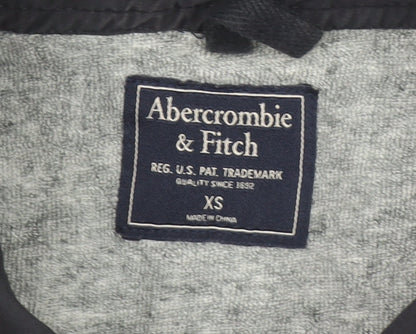 Abercrombie
& Fitch
REG. U.S. PAT. TRADEMARK
QUALITY SINCE 1892
XS
MADE IN CHINA